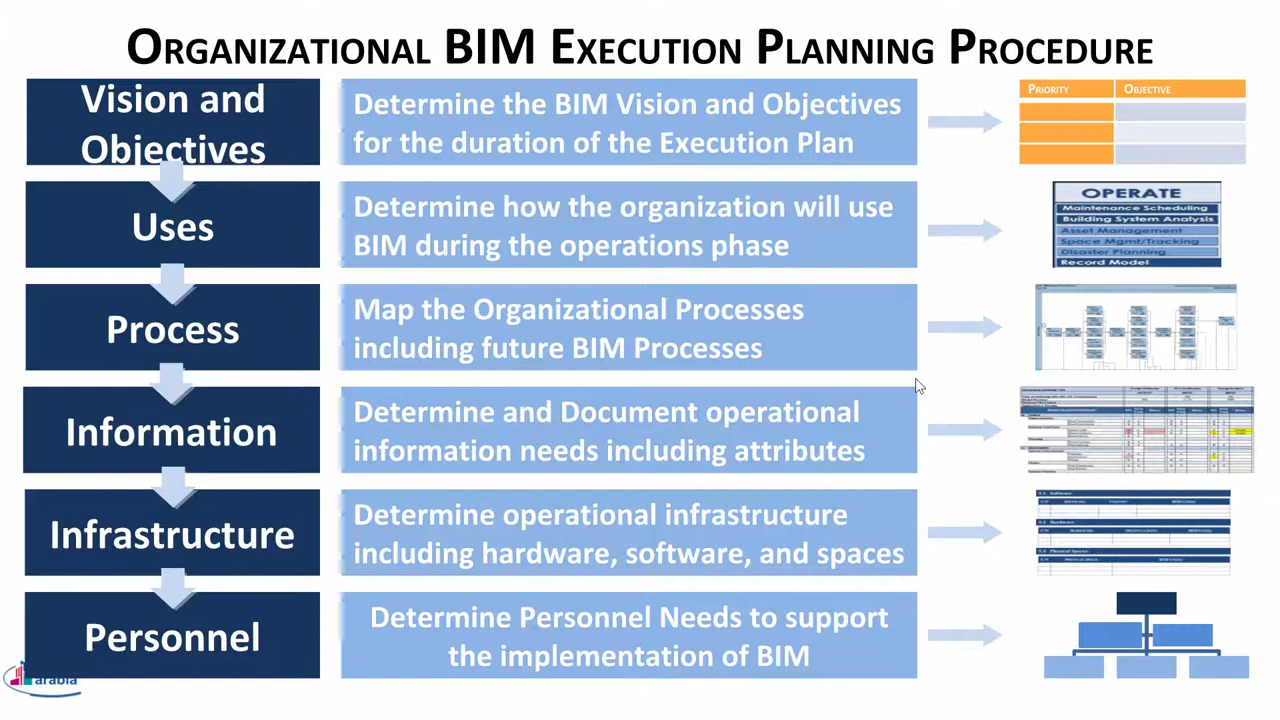 ORGANIZATIONAL BIM EXECUTION PLANNING PROCEDURE
Vision and
Objectives
Determine the BIM Vision and Objectives
for the duration of the Execution Plan
PRIORITY OBJECTIVE
Uses
Determine how the organization will use
BIM during the operations phase
OPERATE
Maintenance Scheduling
Building System Analysis
Asset Management
Space Mgmt/Tracking
Disaster Planning
Record Model
Process
Map the Organizational Processes
including future BIM Processes
Information
Determine and Document operational
information needs including attributes
Infrastructure
Determine operational infrastructure
including hardware, software, and spaces
Personnel
Determine Personnel Needs to support
the implementation of BIM
arabia